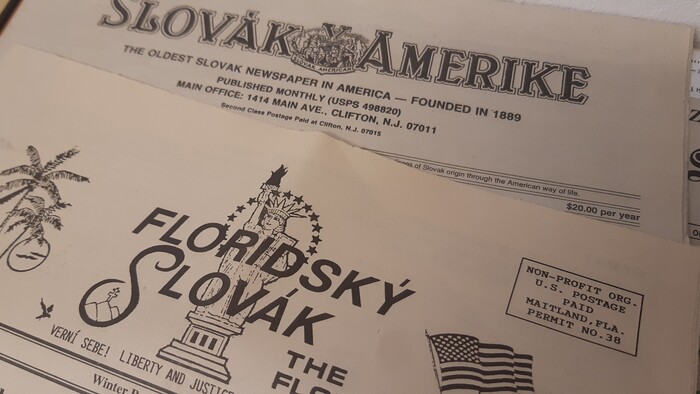 SLOVÁK V AMERIKE
THE OLDEST SLOVAK NEWSPAPER IN AMERICA — FOUNDED IN 1889
PUBLISHED MONTHLY (USPS 498820)
MAIN OFFICE: 1414 MAIN AVE., CLIFTON, N.J. 07011
Second Class Postage Paid at Clifton, N.J. 07015
of Slovak origin through the American way of life.
$20.00 per year
FLORIDSKÝ
SLOVÁK
VERNÍ SEBE! LIBERTY AND JUSTICE
THE
FLO
Winter
NON-PROFIT ORG.
U.S. POSTAGE
PAID
MAITLAND, FLA.
PERMIT NO. 38